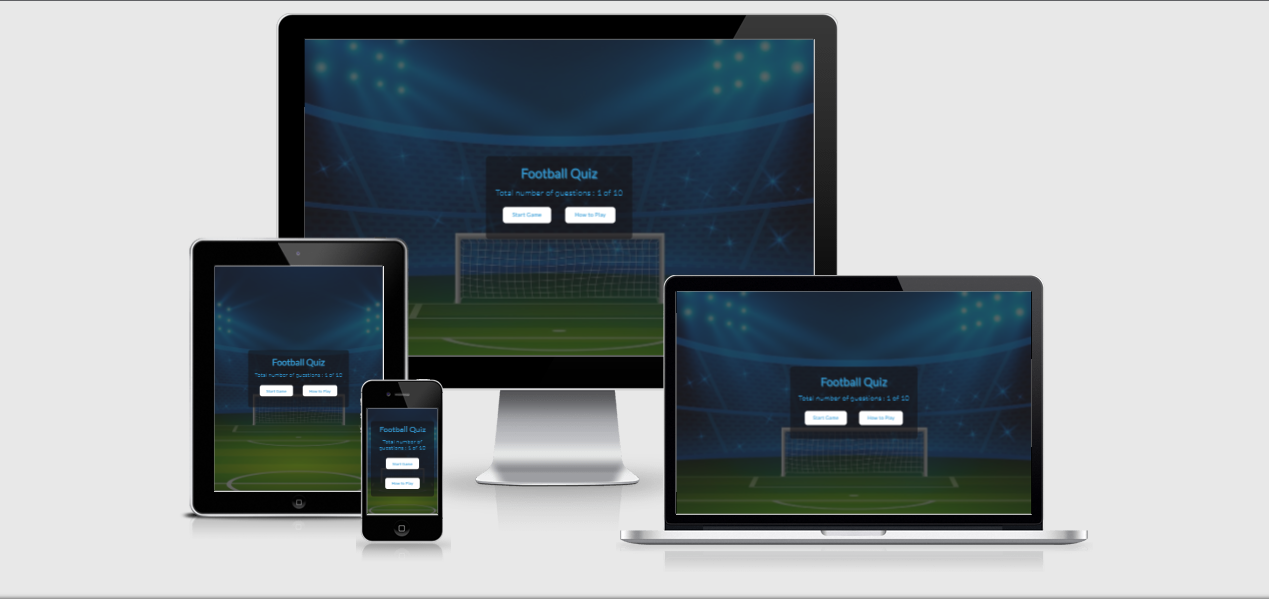 Football Quiz
Total number of questions : 1 of 10
Start Game
How to Play
Football Quiz
Total number of questions : 1 of 10
Start Game
How to Play
Football Quiz
Total number of
questions : 1 of 10
Start Game
How to Play
Football Quiz
Total number of questions : 1 of 10
Start Game
How to Play